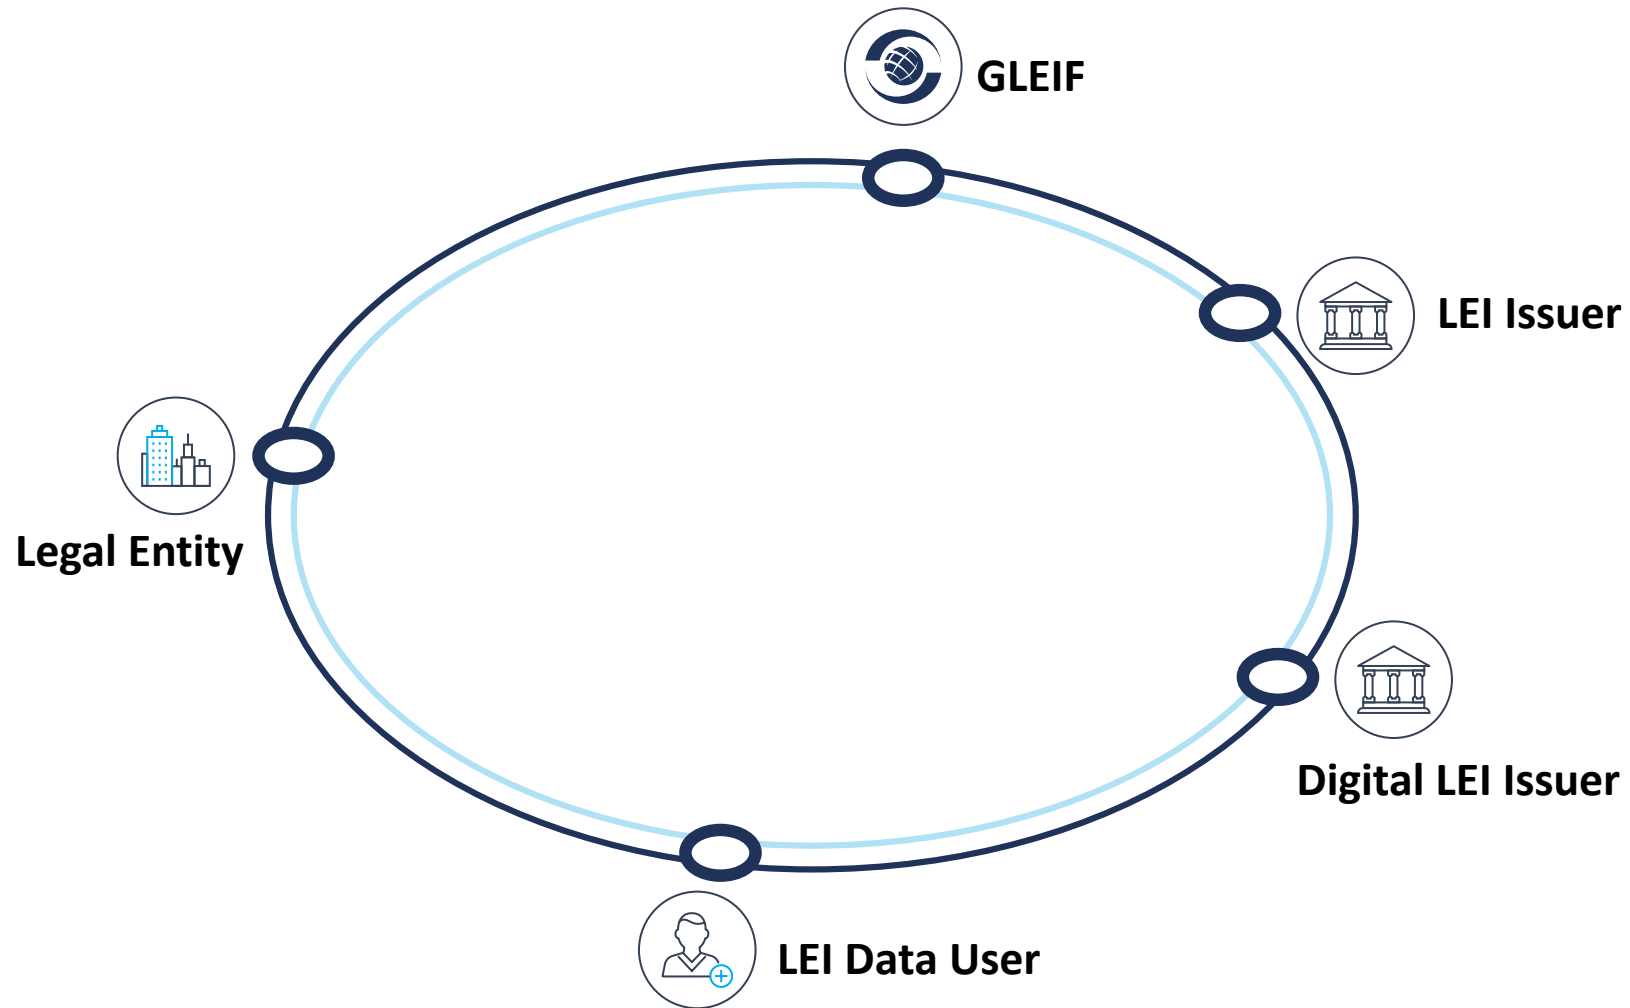 GLEIF
LEI Issuer
Legal Entity
Digital LEI Issuer
LEI Data User